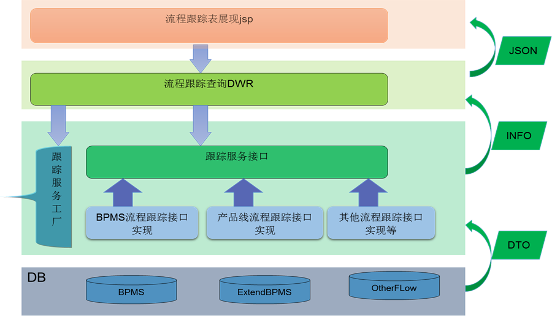 流程跟踪表展现jsp
JSON
流程跟踪查询DWR
INFO
跟踪服务工厂
跟踪服务接口
BPMS流程跟踪接口
实现
产品线流程跟踪接口
实现
其他流程跟踪接口
实现等
DTO
DB
BPMS
ExtendBPMS
OtherFLow